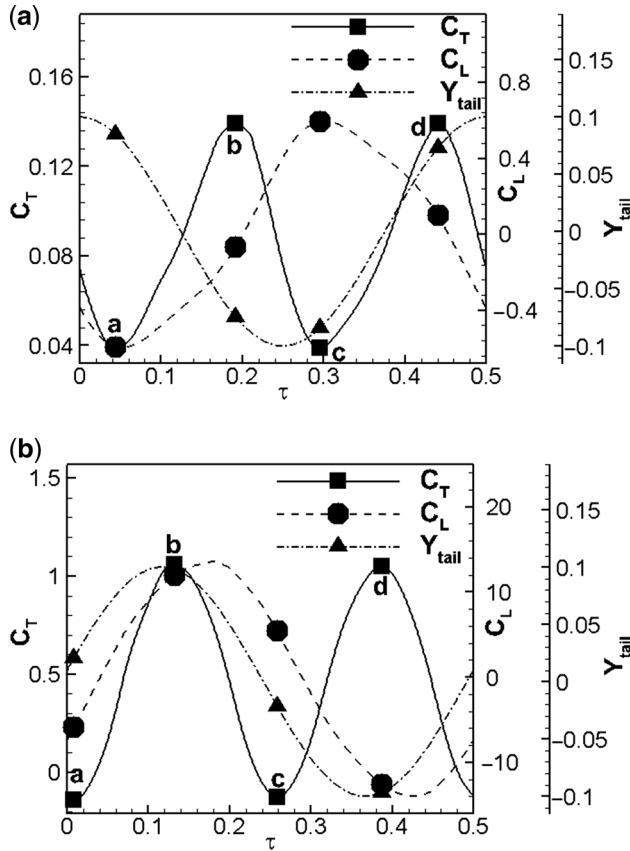 (a)
C_T
C_L
Y_tail
0.16
0.12
0.08
0.04
C_T
0 0.1 0.2 0.3 0.4 0.5
τ
0.8
0.4
0
-0.4
C_L
0.15
0.1
0.05
0
-0.05
-0.1
Y_tail
a
b
c
d
(b)
C_T
C_L
Y_tail
1.5
1
0.5
0
C_T
0 0.1 0.2 0.3 0.4 0.5
τ
20
10
0
-10
C_L
0.15
0.1
0.05
0
-0.05
-0.1
Y_tail
a
b
c
d